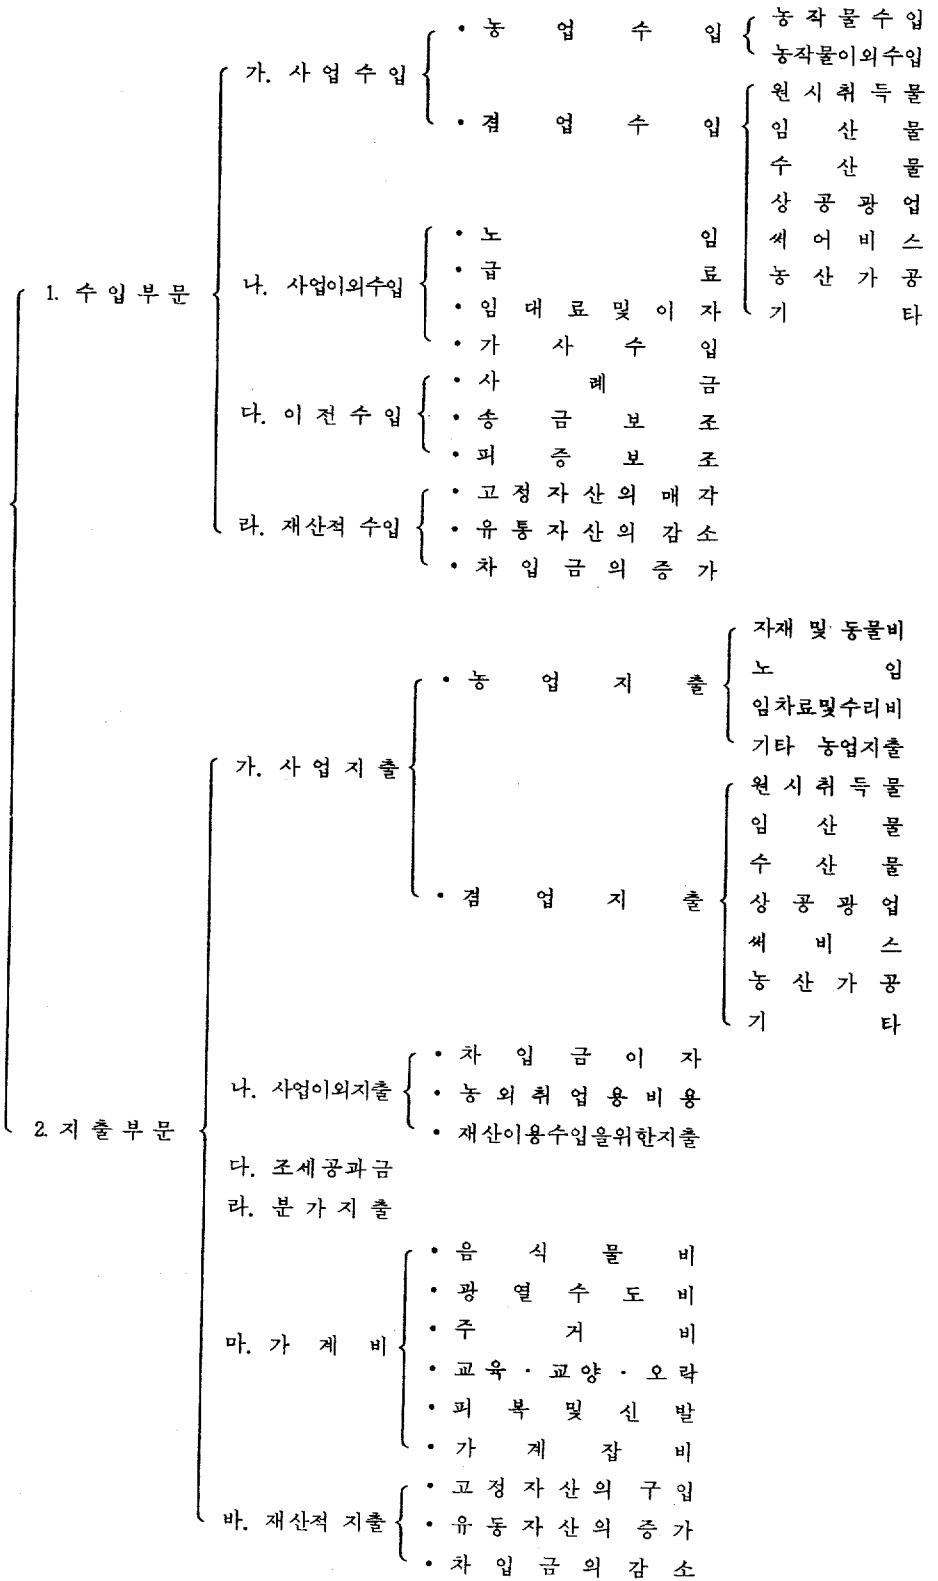 1. 수입부문
가. 사업수입
• 농업수입
농작물수입
농작물이외수입
• 겸업수입
원시취득물
임산물
수산물
상공광업
써어비스
농산가공
기타
나. 사업이외수입
• 노임
• 급료
• 임대료및이자
• 가사수입
다. 이전수입
• 사례금
• 송금보조
• 피증보조
라. 재산적 수입
• 고정자산의 매각
• 유통자산의 감소
• 차입금의증가
2. 지출부문
가. 사업지출
• 농업지출
자재 및 동물비
노임
임차료및수리비
기타 농업지출
• 겸업지출
원시취득물
임산물
수산물
상공광업
써비스
농산가공
기타
나. 사업이외지출
• 차입금이자
• 농외취업용비용
• 재산이용수입을위한지출
다. 조세공과금
라. 분가지출
마. 가계비
• 음식물비
• 광열수도비
• 주거비
• 교육·교양·오락
• 피복및신발
• 가계잡비
바. 재산적 지출
• 고정자산의 구입
• 유동자산의 증가
• 차입금의감소